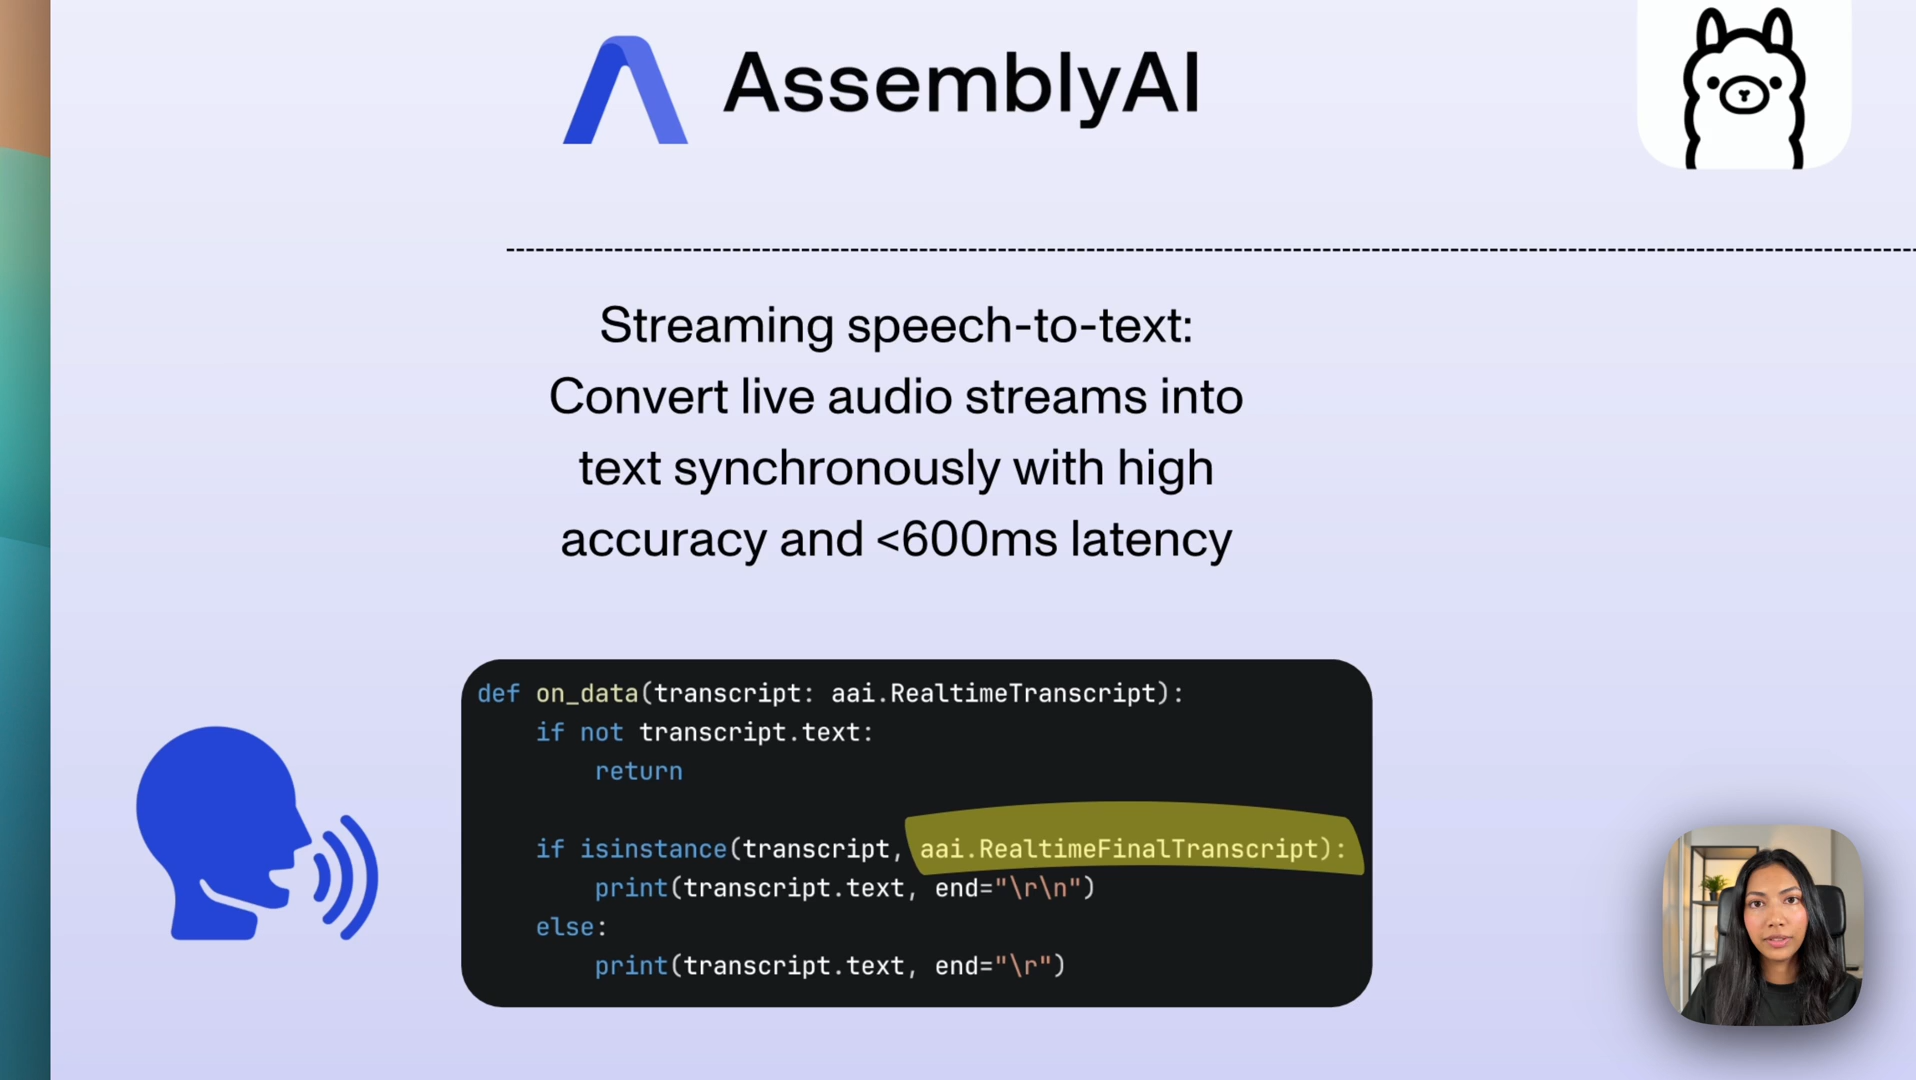 AssemblyAI
Streaming speech-to-text:
Convert live audio streams into
text synchronously with high
accuracy and <600ms latency
def on_data(transcript: aai.RealtimeTranscript):
    if not transcript.text:
        return
    if isinstance(transcript, aai.RealtimeFinalTranscript):
        print(transcript.text, end="\r\n")
    else:
        print(transcript.text, end="\r")